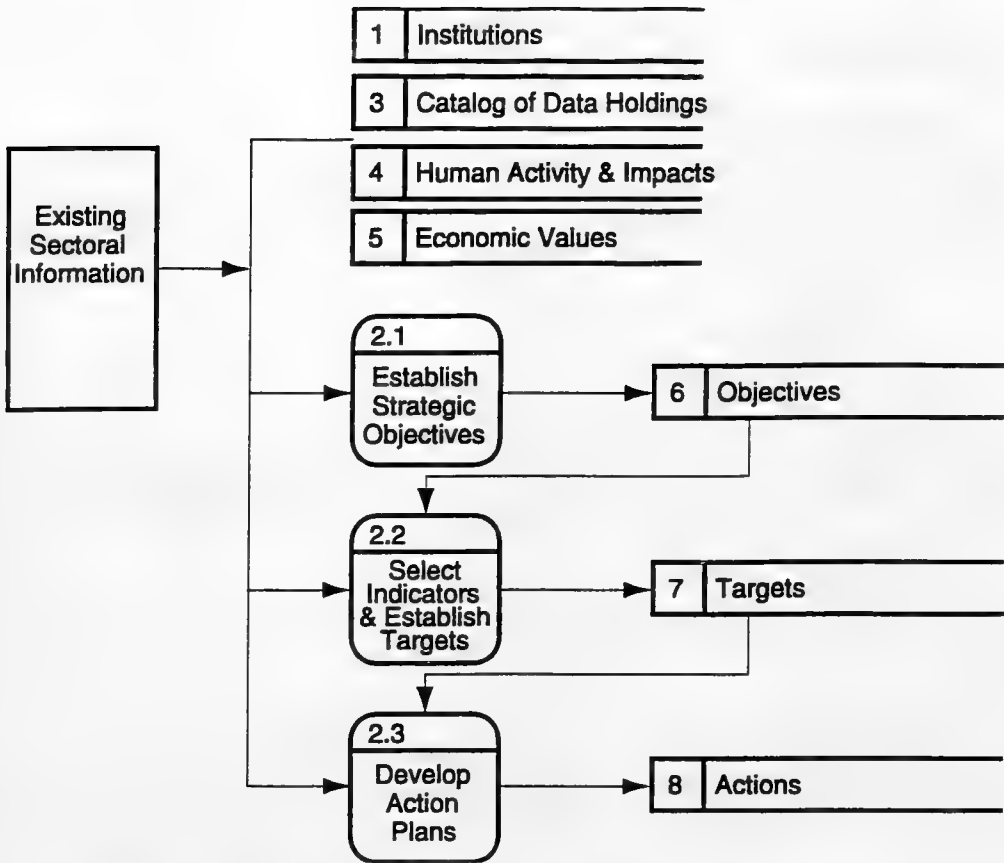 1 Institutions
3 Catalog of Data Holdings
4 Human Activity & Impacts
5 Economic Values
Existing
Sectoral
Information
2.1
Establish
Strategic
Objectives
6 Objectives
2.2
Select
Indicators
& Establish
Targets
7 Targets
2.3
Develop
Action
Plans
8 Actions